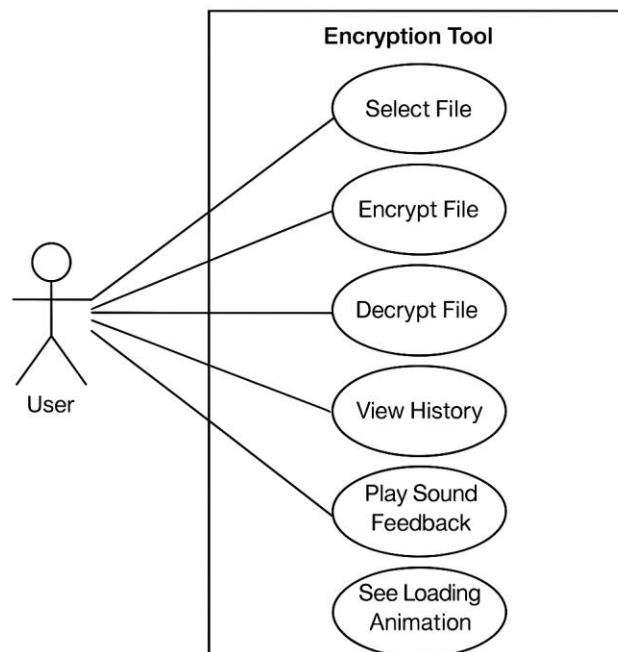 Encryption Tool
Select File
Encrypt File
Decrypt File
User
View History
Play Sound
Feedback
See Loading
Animation